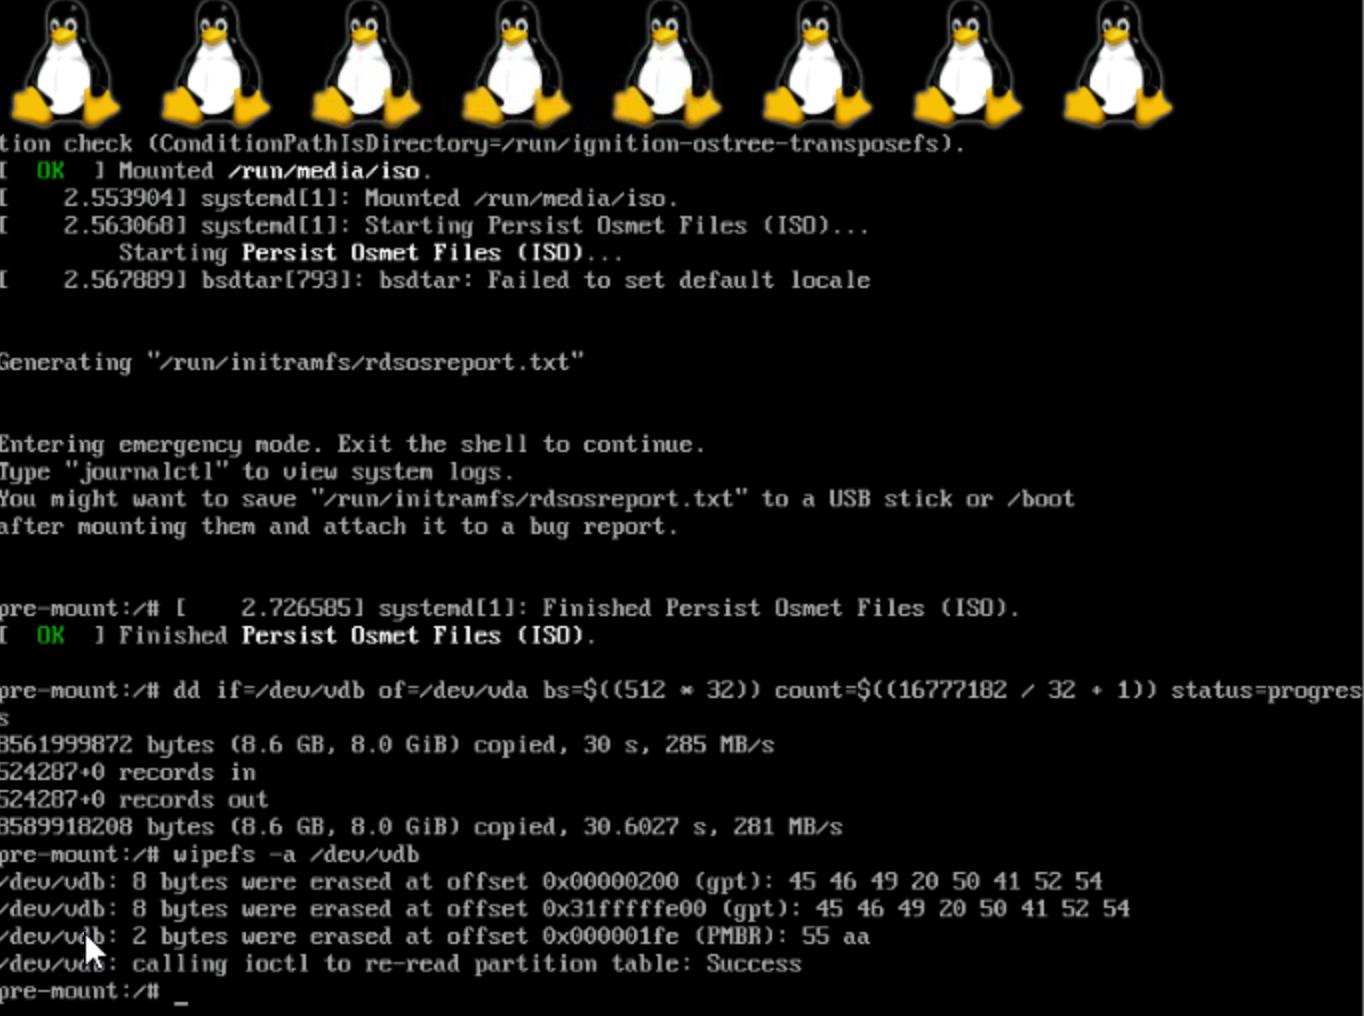 tion check (ConditionPathIsDirectory=/run/ignition-ostree-transposefs).
[  OK  ] Mounted /run/media/iso.
[    2.553904] systemd[1]: Mounted /run/media/iso.
[    2.563068] systemd[1]: Starting Persist Osmet Files (ISO)...
         Starting Persist Osmet Files (ISO)...
[    2.567889] bsdtar[793]: bsdtar: Failed to set default locale
Generating "/run/initramfs/rdsosreport.txt"
Entering emergency mode. Exit the shell to continue.
Type "journalctl" to view system logs.
You might want to save "/run/initramfs/rdsosreport.txt" to a USB stick or /boot
after mounting them and attach it to a bug report.
pre-mount:/# [    2.726585] systemd[1]: Finished Persist Osmet Files (ISO).
[  OK  ] Finished Persist Osmet Files (ISO).
pre-mount:/# dd if=/dev/vdb of=/dev/vda bs=$((512 * 32)) count=$((16777182 / 32 + 1)) status=progres
s
8561999872 bytes (8.6 GB, 8.0 GiB) copied, 30 s, 285 MB/s
524287+0 records in
524287+0 records out
8589918208 bytes (8.6 GB, 8.0 GiB) copied, 30.6027 s, 281 MB/s
pre-mount:/# wipefs -a /dev/vdb
/dev/vdb: 8 bytes were erased at offset 0x00000200 (gpt): 45 46 49 20 50 41 52 54
/dev/vdb: 8 bytes were erased at offset 0x31fffffe00 (gpt): 45 46 49 20 50 41 52 54
/dev/vdb: 2 bytes were erased at offset 0x000001fe (PMBR): 55 aa
/dev/vdb: calling ioctl to re-read partition table: Success
pre-mount:/# _